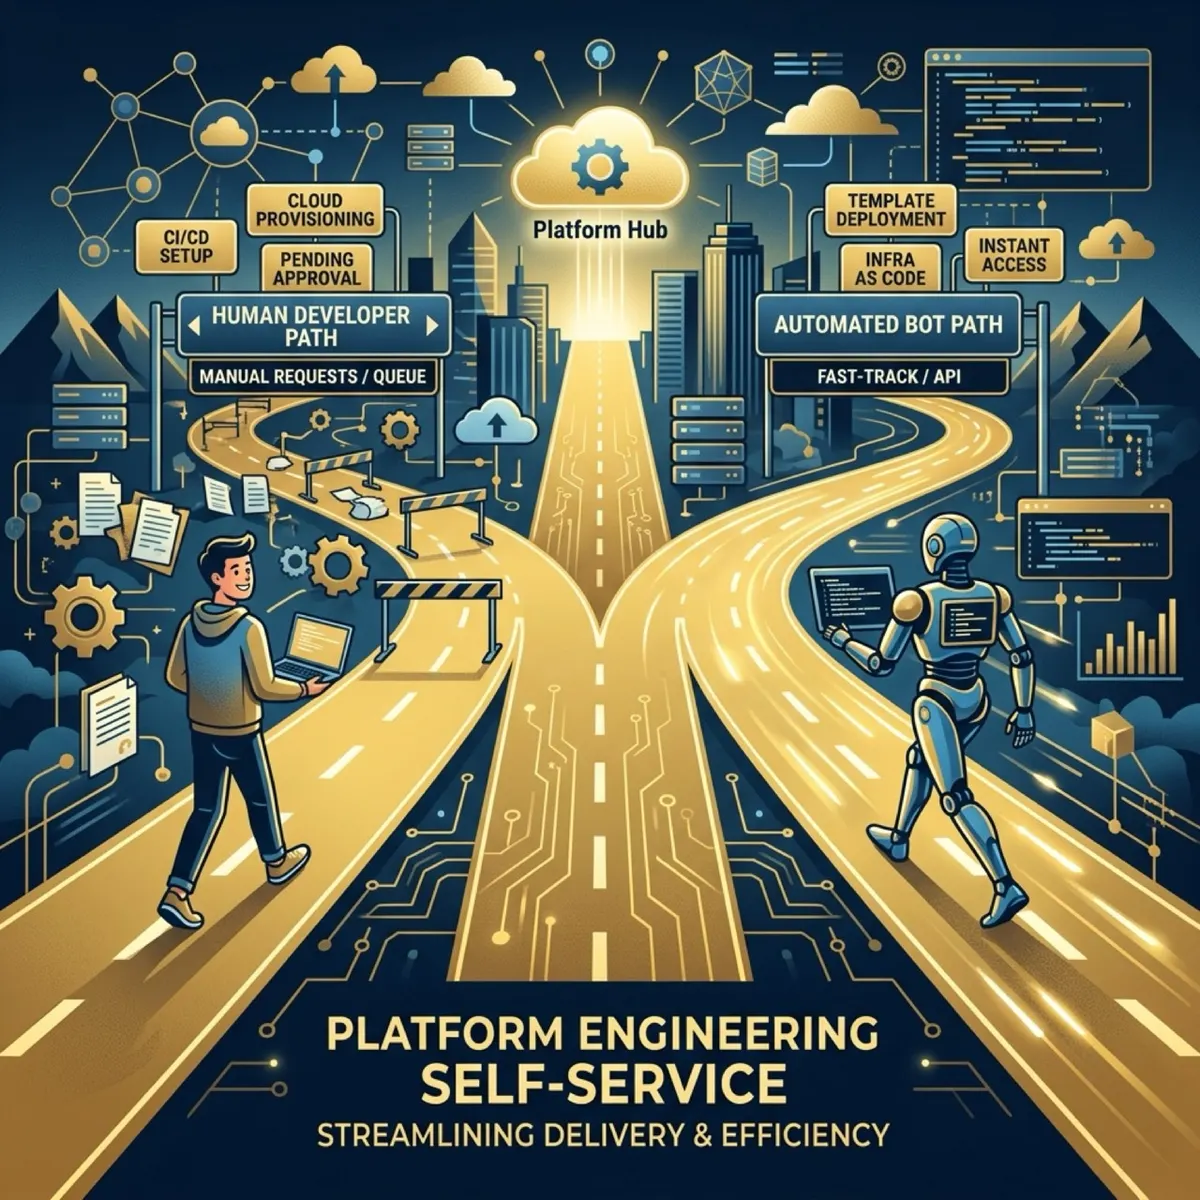 CLOUD
PROVISIONING
CI/CD
SETUP
PENDING
APPROVAL
HUMAN DEVELOPER
PATH
MANUAL REQUESTS / QUEUE
Platform Hub
TEMPLATE
DEPLOYMENT
INFRA
AS CODE
INSTANT
ACCESS
AUTOMATED BOT PATH
FAST-TRACK / API
PLATFORM ENGINEERING
SELF-SERVICE
STREAMLINING DELIVERY & EFFICIENCY